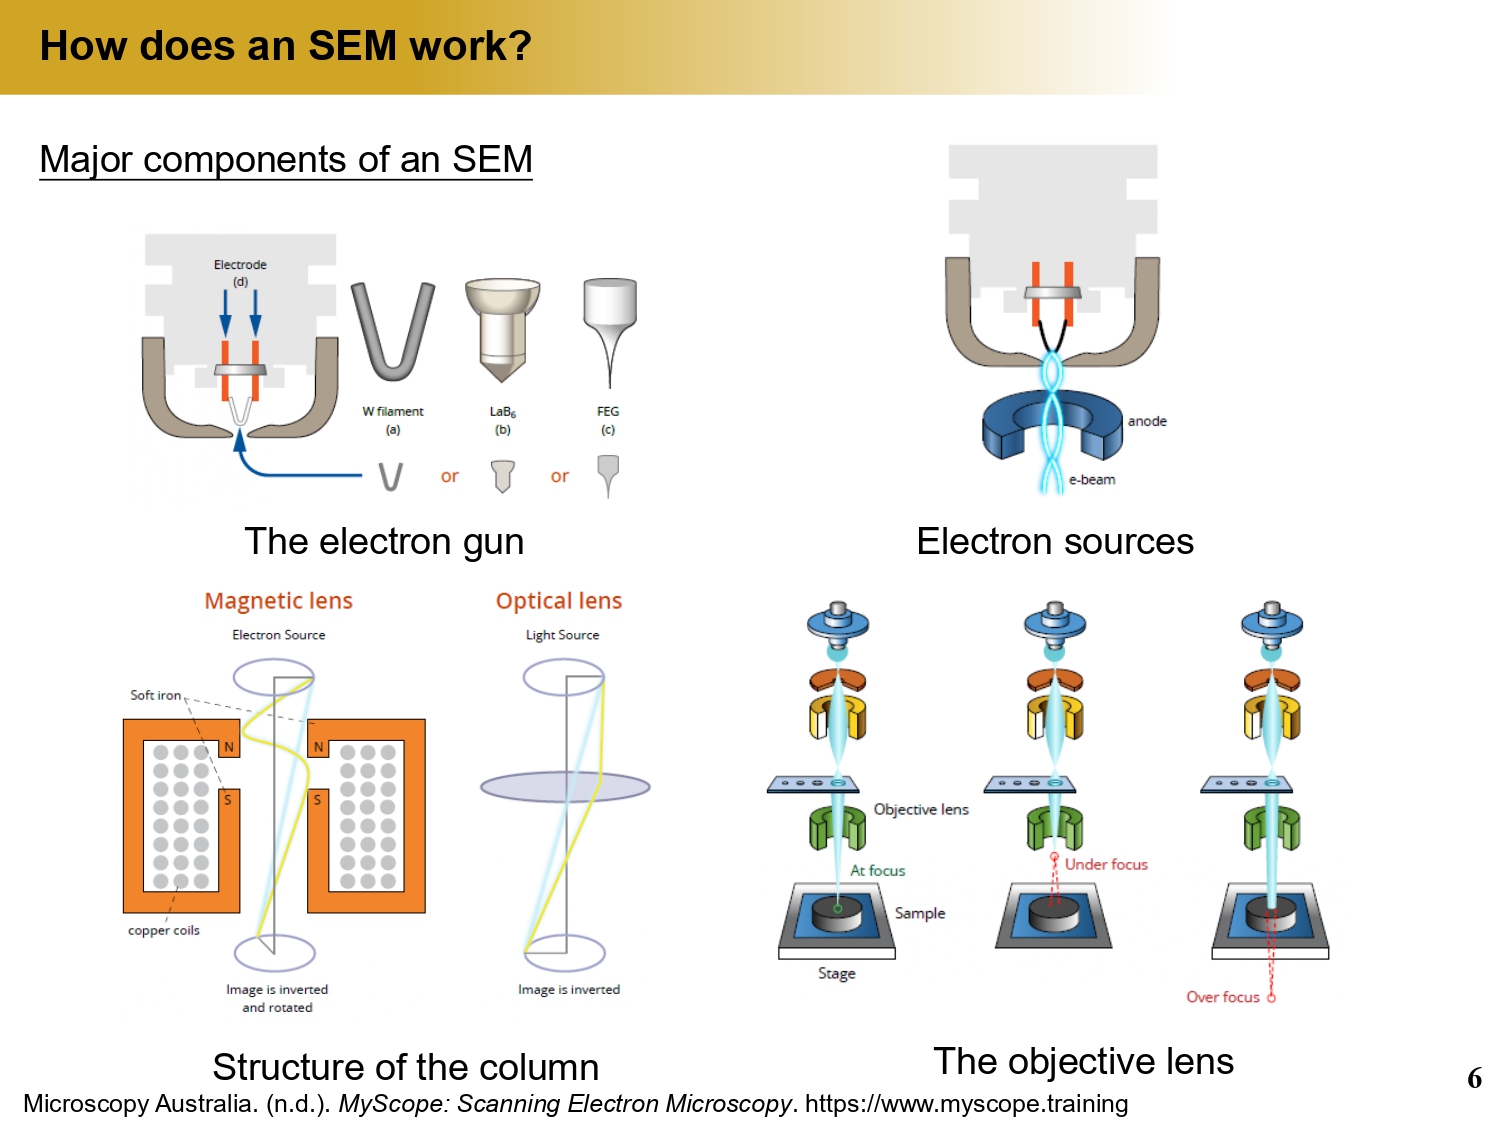 How does an SEM work?
Major components of an SEM
Electrode
(d)
W filament
(a)
LaB₆
(b)
FEG
(c)
or
or
The electron gun
anode
e-beam
Electron sources
Magnetic lens
Electron Source
Soft iron
N
N
S
S
copper coils
Image is inverted
and rotated
Optical lens
Light Source
Image is inverted
Structure of the column
Objective lens
At focus
Sample
Stage
Under focus
Over focus
The objective lens
6
Microscopy Australia. (n.d.). MyScope: Scanning Electron Microscopy. https://www.myscope.training